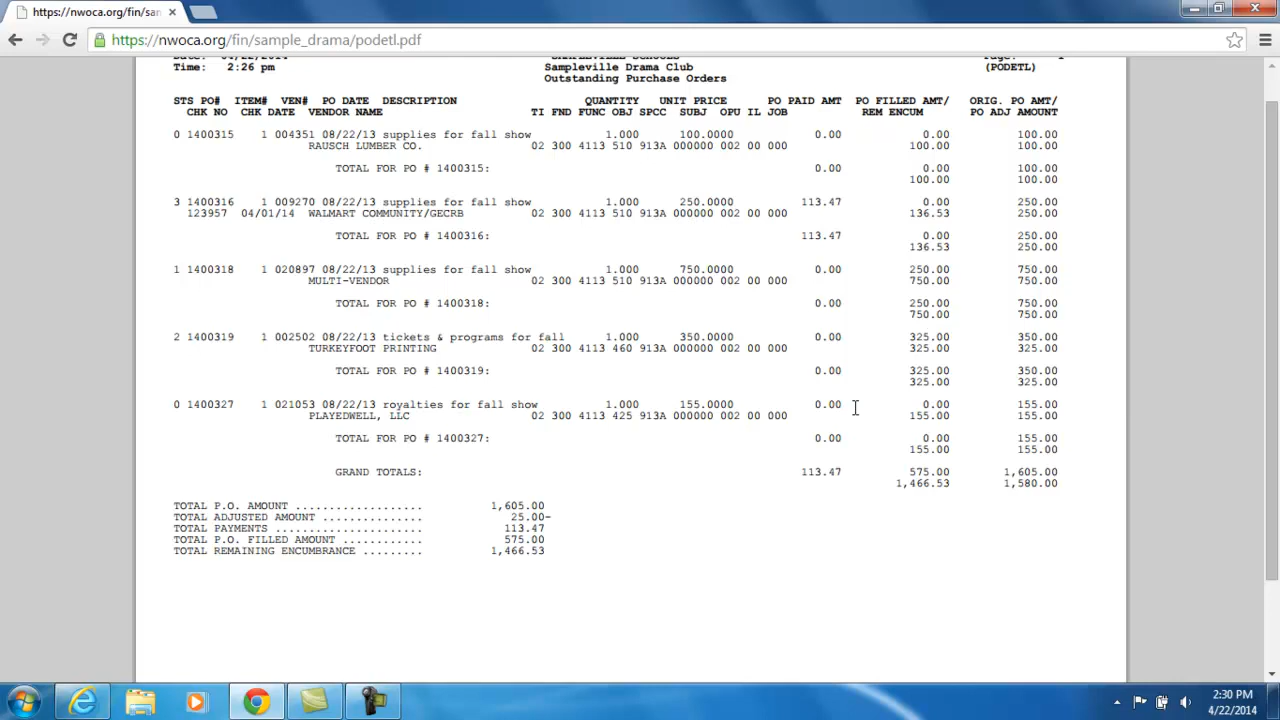 https://nwoca.org/fin/san
https://nwoca.org/fin/sample_drama/podetl.pdf
Time: 2:26 pm Sampleville Drama Club (PODETL)
Outstanding Purchase Orders
STS PO# ITEM# VEN# PO DATE DESCRIPTION QUANTITY UNIT PRICE PO PAID AMT PO FILLED AMT/ ORIG. PO AMT/
CHK NO CHK DATE VENDOR NAME TI FND FUNC OBJ SPCC SUBJ OPU IL JOB REM ENCUM PO ADJ AMOUNT
0 1400315 1 004351 08/22/13 supplies for fall show 1.000 100.0000 0.00 0.00 100.00
RAUSCH LUMBER CO. 02 300 4113 510 913A 000000 002 00 000 100.00 100.00
TOTAL FOR PO # 1400315: 0.00 0.00 100.00
100.00 100.00
3 1400316 1 009270 08/22/13 supplies for fall show 1.000 250.0000 113.47 0.00 250.00
123957 04/01/14 WALMART COMMUNITY/GECRB 02 300 4113 510 913A 000000 002 00 000 136.53 250.00
TOTAL FOR PO # 1400316: 113.47 0.00 250.00
136.53 250.00
1 1400318 1 020897 08/22/13 supplies for fall show 1.000 750.0000 0.00 250.00 750.00
MULTI-VENDOR 02 300 4113 510 913A 000000 002 00 000 750.00 750.00
TOTAL FOR PO # 1400318: 0.00 250.00 750.00
750.00 750.00
2 1400319 1 002502 08/22/13 tickets & programs for fall 1.000 350.0000 0.00 325.00 350.00
TURKEYFOOT PRINTING 02 300 4113 460 913A 000000 002 00 000 325.00 325.00
TOTAL FOR PO # 1400319: 0.00 325.00 350.00
325.00 325.00
0 1400327 1 021053 08/22/13 royalties for fall show 1.000 155.0000 0.00 0.00 155.00
PLAYEDWELL, LLC 02 300 4113 425 913A 000000 002 00 000 155.00 155.00
TOTAL FOR PO # 1400327: 0.00 0.00 155.00
155.00 155.00
GRAND TOTALS: 113.47 575.00 1,605.00
1,466.53 1,580.00
TOTAL P.O. AMOUNT ................... 1,605.00
TOTAL ADJUSTED AMOUNT ............... 25.00-
TOTAL PAYMENTS ...................... 113.47
TOTAL P.O. FILLED AMOUNT ............ 575.00
TOTAL REMAINING ENCUMBRANCE ......... 1,466.53
2:30 PM
4/22/2014